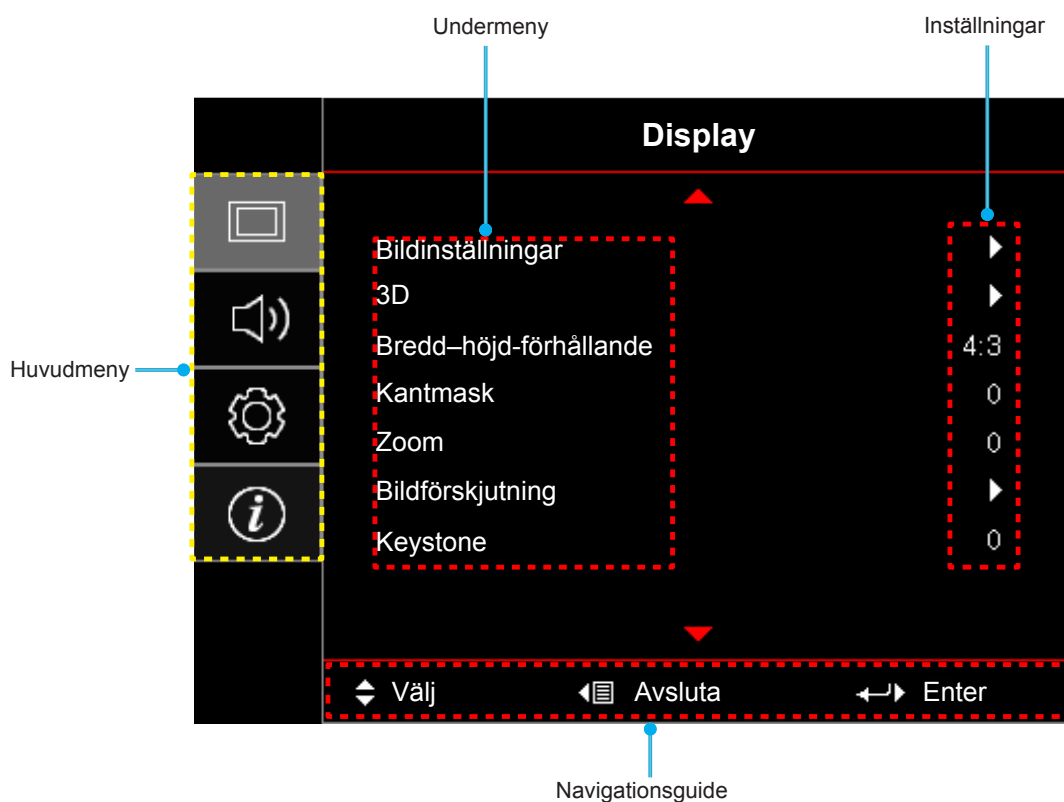 Undermeny
Inställningar
Display
Bildinställningar
3D
Bredd–höjd-förhållande 4:3
Huvudmeny
Kantmask 0
Zoom 0
Bildförskjutning
Keystone 0
Välj Avsluta Enter
Navigationsguide